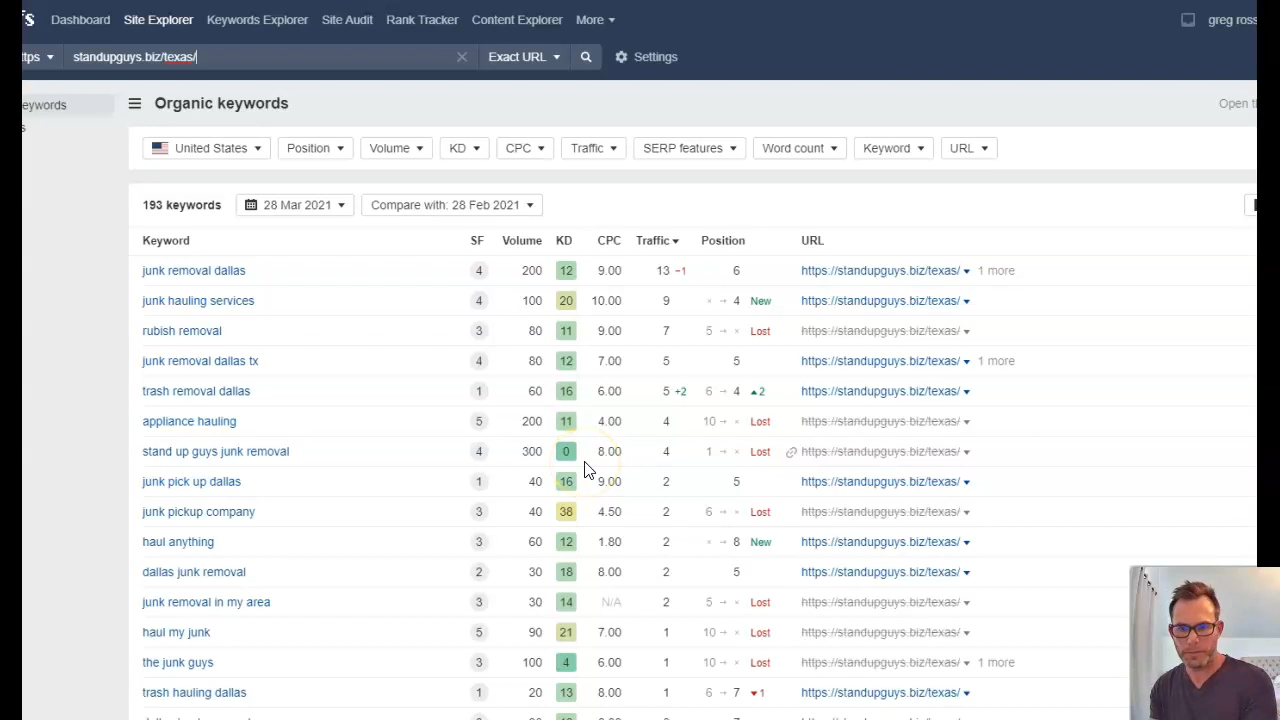 Dashboard Site Explorer Keywords Explorer Site Audit Rank Tracker Content Explorer More greg ross
ttps standupguys.biz/texas/ Exact URL Settings
eywords Organic keywords Open th
United States Position Volume KD CPC Traffic SERP features Word count Keyword URL
193 keywords 28 Mar 2021 Compare with: 28 Feb 2021
Keyword SF Volume KD CPC Traffic Position URL
junk removal dallas 4 200 12 9.00 13 −1 6 https://standupguys.biz/texas/ 1 more
junk hauling services 4 100 20 10.00 9 × → 4 New https://standupguys.biz/texas/
rubish removal 3 80 11 9.00 7 5 → × Lost https://standupguys.biz/texas/
junk removal dallas tx 4 80 12 7.00 5 5 https://standupguys.biz/texas/ 1 more
trash removal dallas 1 60 16 6.00 5 +2 6 → 4 2 https://standupguys.biz/texas/
appliance hauling 5 200 11 4.00 4 10 → × Lost https://standupguys.biz/texas/
stand up guys junk removal 4 300 0 8.00 4 1 → × Lost https://standupguys.biz/texas/
junk pick up dallas 1 40 16 9.00 2 5 https://standupguys.biz/texas/
junk pickup company 3 40 38 4.50 2 6 → × Lost https://standupguys.biz/texas/
haul anything 3 60 12 1.80 2 × → 8 New https://standupguys.biz/texas/
dallas junk removal 2 30 18 8.00 2 5 https://standupguys.biz/texas/
junk removal in my area 3 30 14 N/A 2 5 → × Lost https://standupguys.biz/texas/
haul my junk 5 90 21 7.00 1 10 → × Lost https://standupguys.biz/texas/
the junk guys 3 100 4 6.00 1 10 → × Lost https://standupguys.biz/texas/ 1 more
trash hauling dallas 1 20 13 8.00 1 6 → 7 1 https://standupguys.biz/texas/